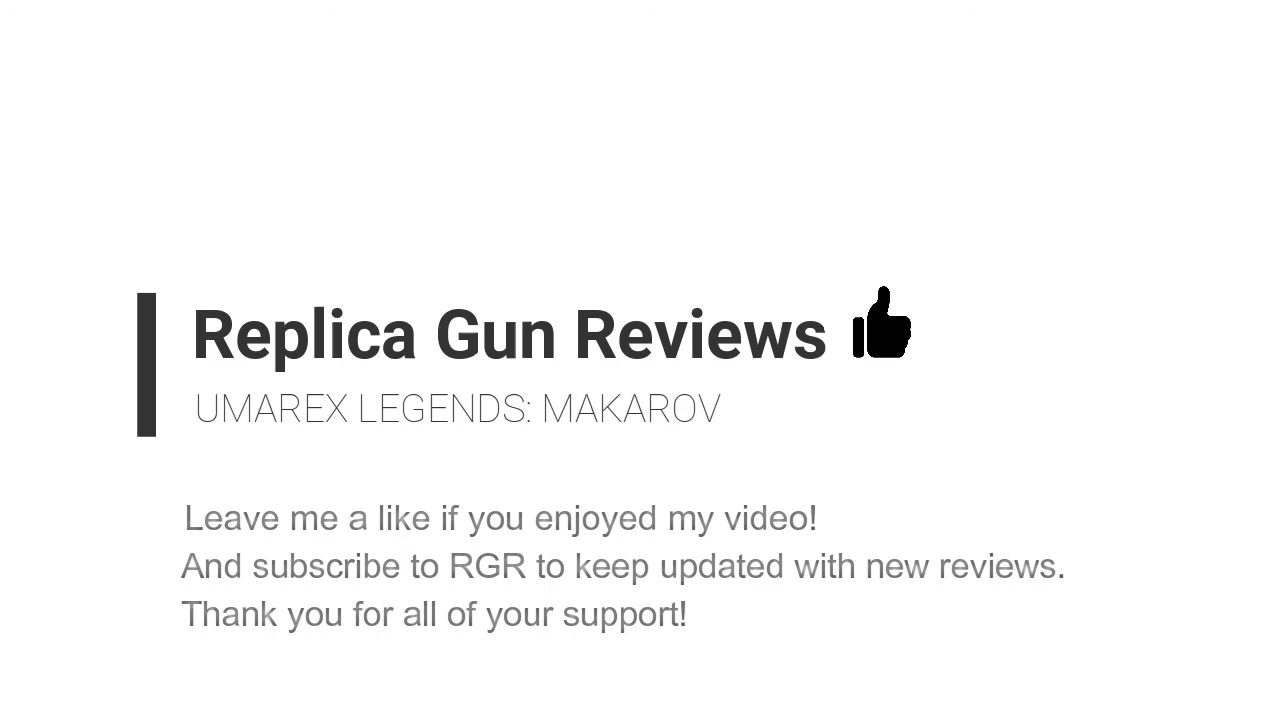 Replica Gun Reviews
UMAREX LEGENDS: MAKAROV
Leave me a like if you enjoyed my video!
And subscribe to RGR to keep updated with new reviews.
Thank you for all of your support!